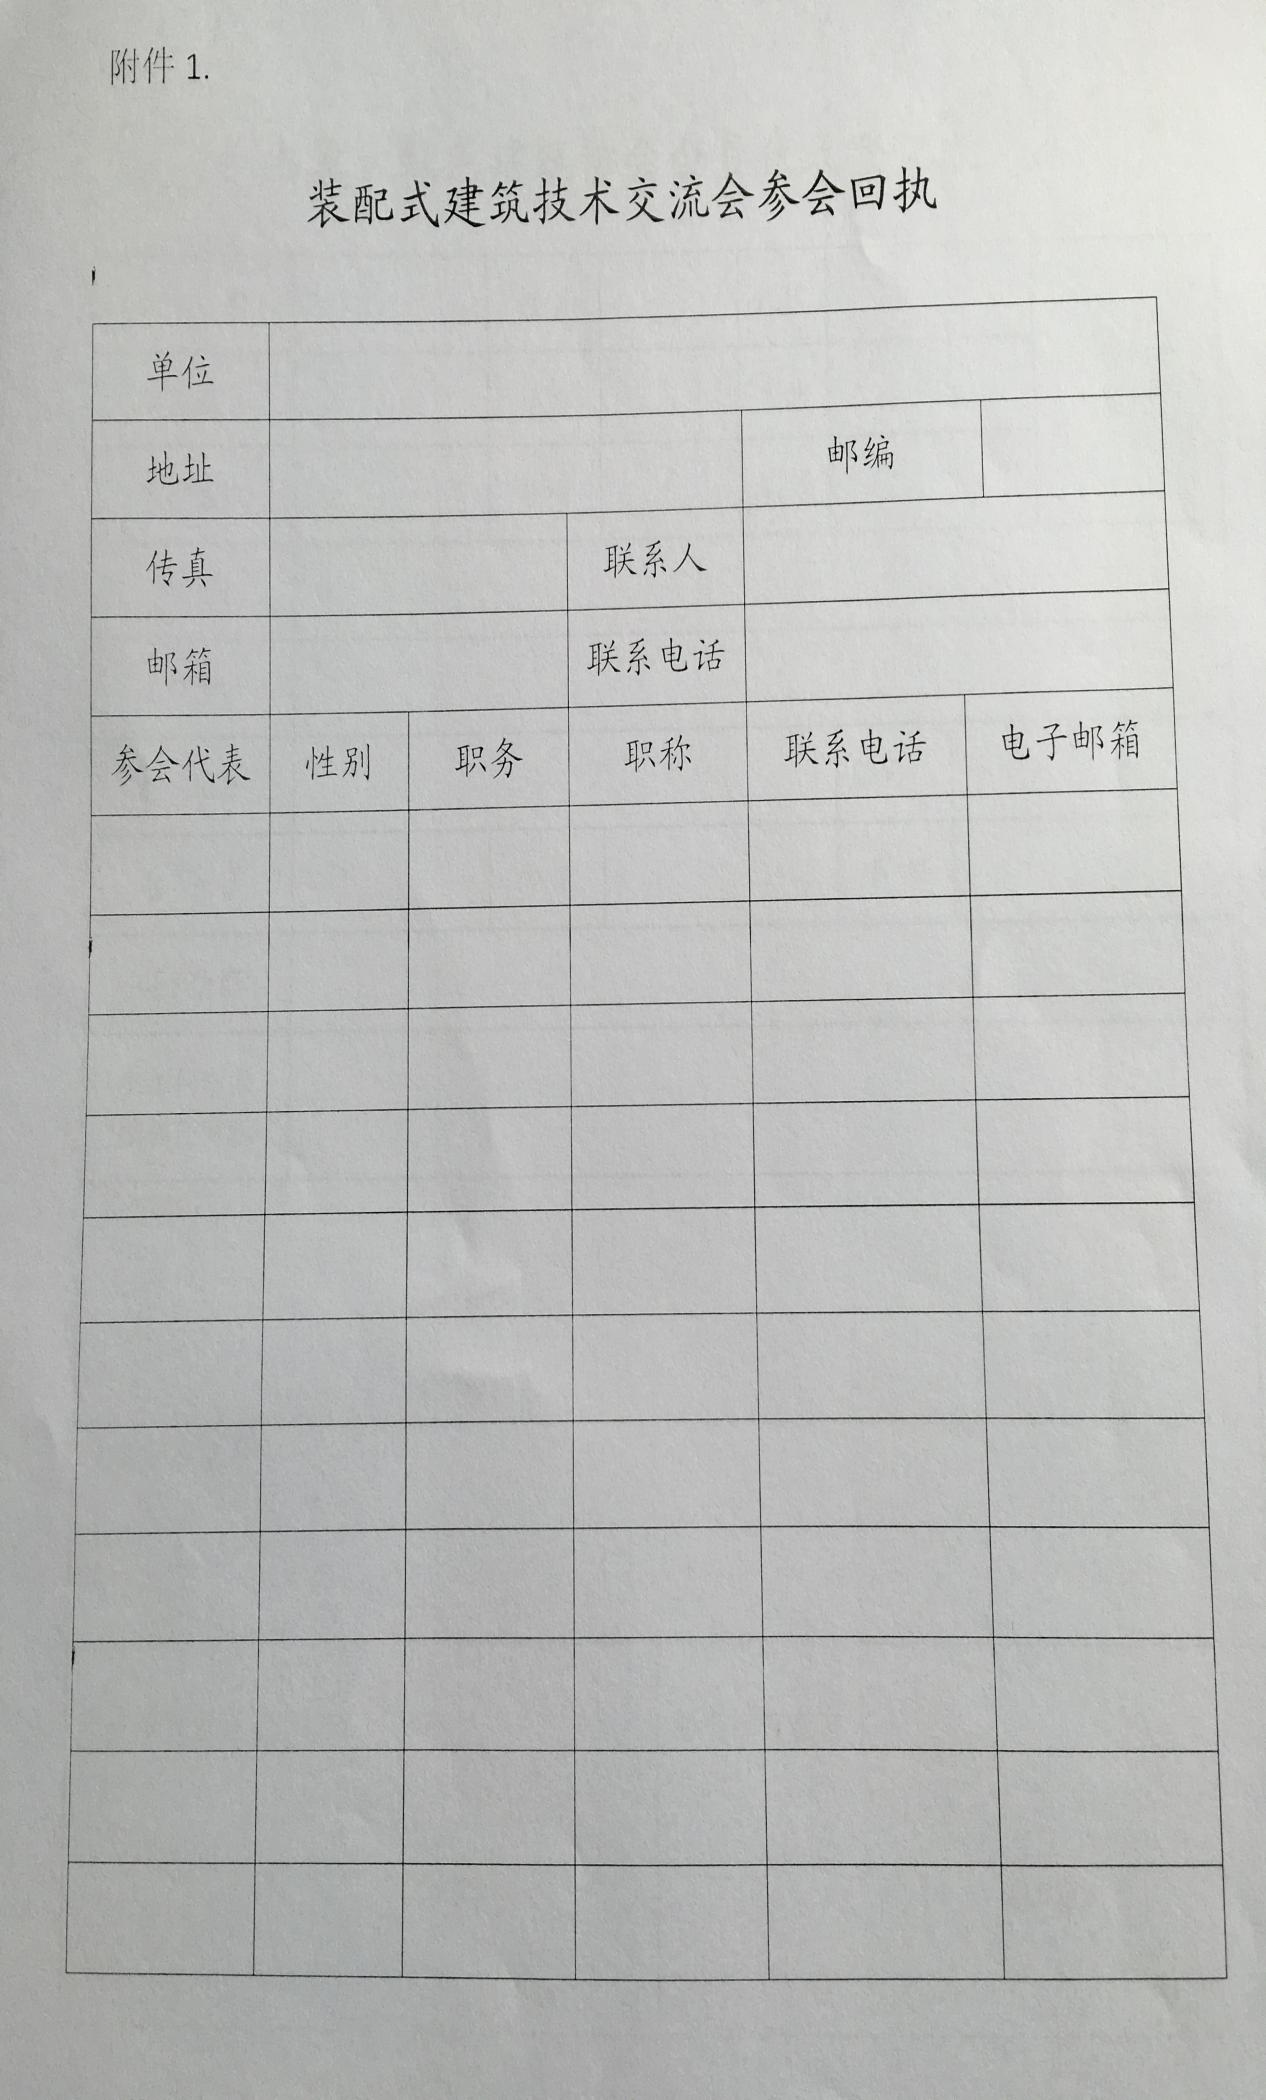 附件 1.
装配式建筑技术交流会参会回执
单位
地址 邮编
传真 联系人
邮箱 联系电话
参会代表 性别 职务 职称 联系电话 电子邮箱